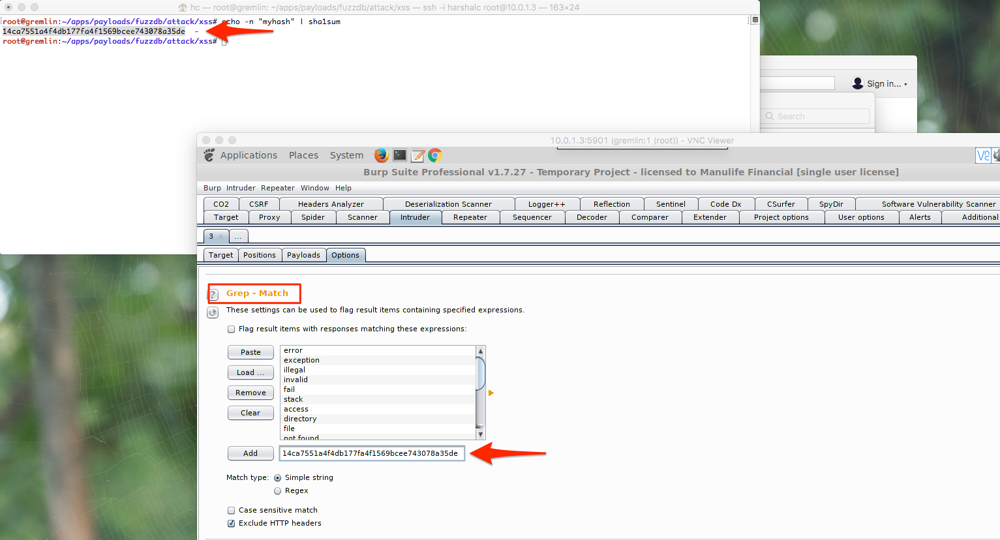 hc — root@gremlin: ~/apps/payloads/fuzzdb/attack/xss — ssh -i harshalc root@10.0.1.3 — 163×24
root@gremlin:~/apps/payloads/fuzzdb/attack/xss# echo -n "myhash" | sha1sum
14ca7551a4f4db177fa4f1569bcee743078a35de  -
root@gremlin:~/apps/payloads/fuzzdb/attack/xss#
Sign in...
Search
10.0.1.3:5901 (gremlin:1 (root)) - VNC Viewer
Applications Places System
Burp Suite Professional v1.7.27 - Temporary Project - licensed to Manulife Financial [single user license]
Burp Intruder Repeater Window Help
CO2 CSRF Headers Analyzer Deserialization Scanner Logger++ Reflection Sentinel Code Dx CSurfer SpyDir Software Vulnerability Scanner
Target Proxy Spider Scanner Intruder Repeater Sequencer Decoder Comparer Extender Project options User options Alerts Additional
3 × ...
Target Positions Payloads Options
? Grep - Match
These settings can be used to flag result items containing specified expressions.
Flag result items with responses matching these expressions:
Paste
Load ...
Remove
Clear
error
exception
illegal
invalid
fail
stack
access
directory
file
not found
Add 14ca7551a4f4db177fa4f1569bcee743078a35de
Match type: Simple string
Regex
Case sensitive match
Exclude HTTP headers